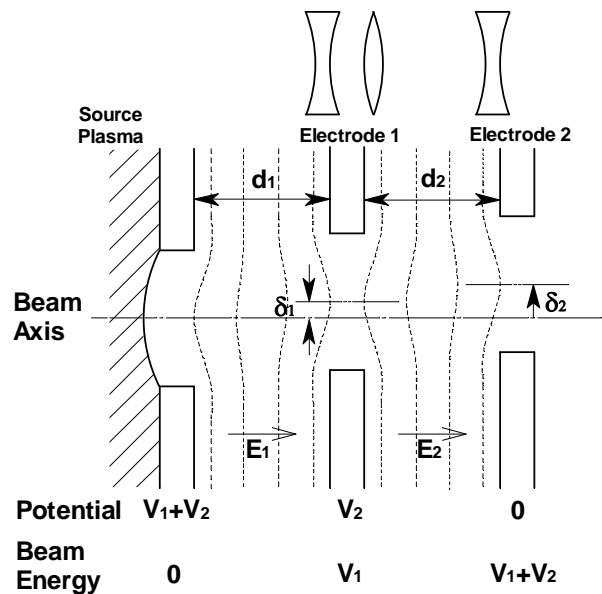 Source
Plasma
Electrode 1
Electrode 2
d₁
d₂
Beam
Axis
δ₁
δ₂
E₁
E₂
Potential V₁+V₂ V₂ 0
Beam
Energy 0 V₁ V₁+V₂